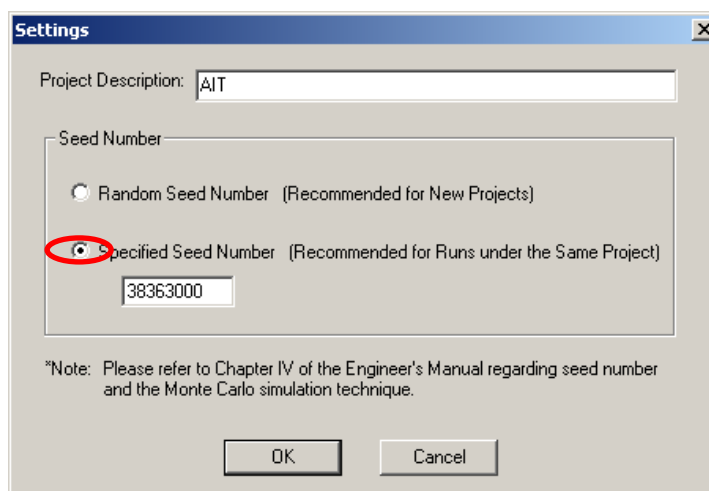 Settings
Project Description: AIT
Seed Number
Random Seed Number (Recommended for New Projects)
Specified Seed Number (Recommended for Runs under the Same Project)
38363000
*Note: Please refer to Chapter IV of the Engineer's Manual regarding seed number
and the Monte Carlo simulation technique.
OK Cancel